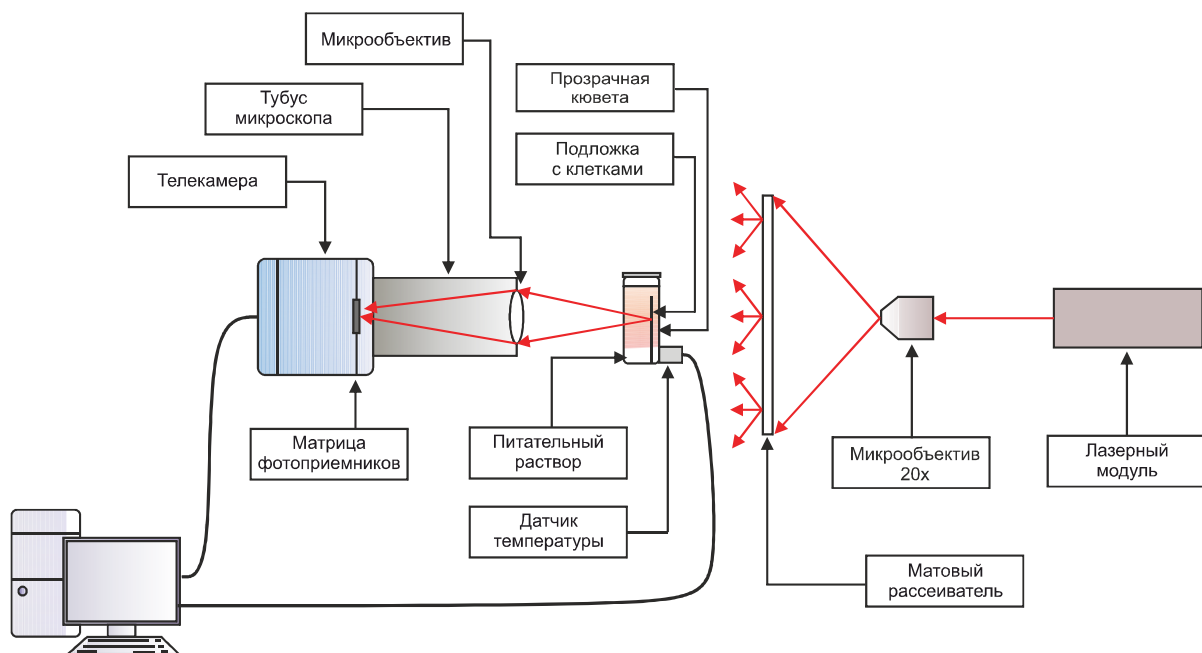 Микрообъектив
Прозрачная
кювета
Тубус
микроскопа
Подложка
с клетками
Телекамера
Матрица
фотоприемников
Питательный
раствор
Микрообъектив
20х
Лазерный
модуль
Датчик
температуры
Матовый
рассеиватель